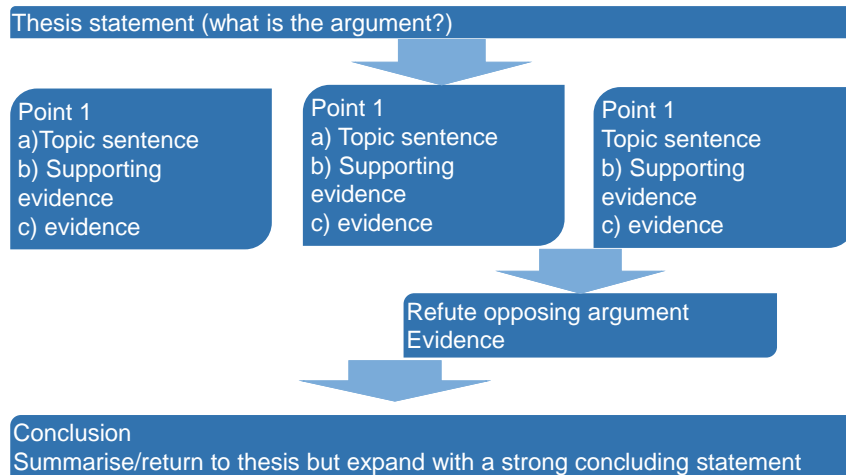 Thesis statement (what is the argument?)
Point 1
a)Topic sentence
b) Supporting
evidence
c) evidence
Point 1
a) Topic sentence
b) Supporting
evidence
c) evidence
Point 1
Topic sentence
b) Supporting
evidence
c) evidence
Refute opposing argument
Evidence
Conclusion
Summarise/return to thesis but expand with a strong concluding statement